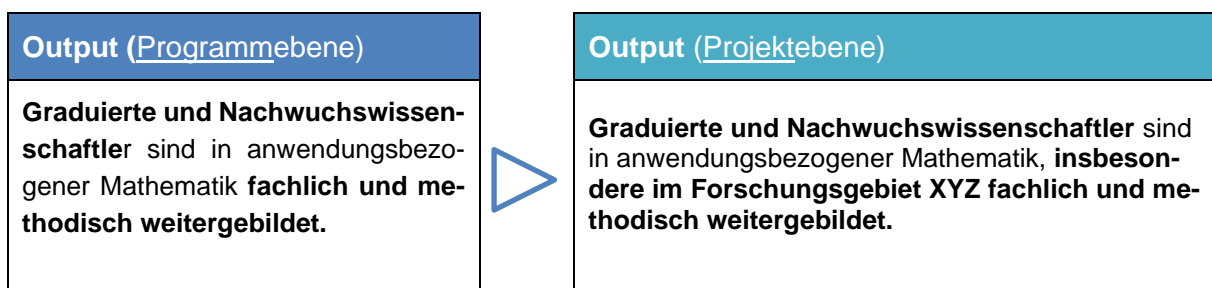 Output (Programmebene)
Graduierte und Nachwuchswissen-
schaftler sind in anwendungsbezo-
gener Mathematik fachlich und me-
thodisch weitergebildet.
Output (Projektebene)
Graduierte und Nachwuchswissenschaftler sind
in anwendungsbezogener Mathematik, insbeson-
dere im Forschungsgebiet XYZ fachlich und me-
thodisch weitergebildet.